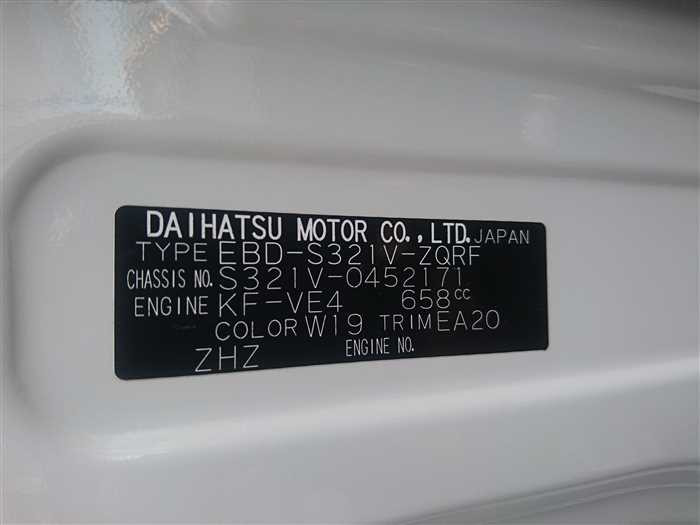 DAIHATSU MOTOR CO.,LTD. JAPAN
TYPE EBD-S321V-ZQRF
CHASSIS NO. S321V-0452171
ENGINE KF-VE4 658cc
COLOR W19 TRIM EA20
ZHZ ENGINE NO.